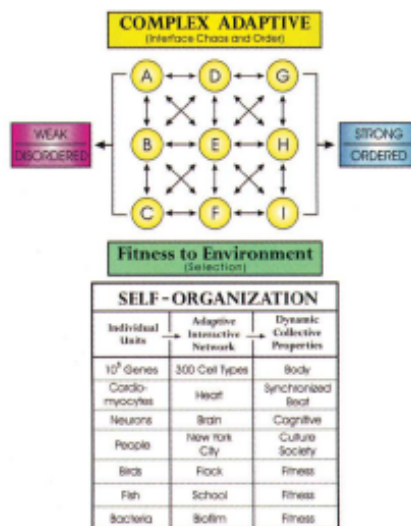 COMPLEX ADAPTIVE
(Interface Chaos and Order)
A D G
WEAK
DISORDERED
B E H
STRONG
ORDERED
C F I
Fitness to Environment
(Selection)
SELF-ORGANIZATION
Individual Units Adaptive Interactive Network Dynamic Collective Properties
10⁵ Genes 300 Cell Types Body
Cardio-myocytes Heart Synchronized Beat
Neurons Brain Cognitive
People New York City Culture Society
Birds Flock Fitness
Fish School Fitness
Bacteria Biofilm Fitness